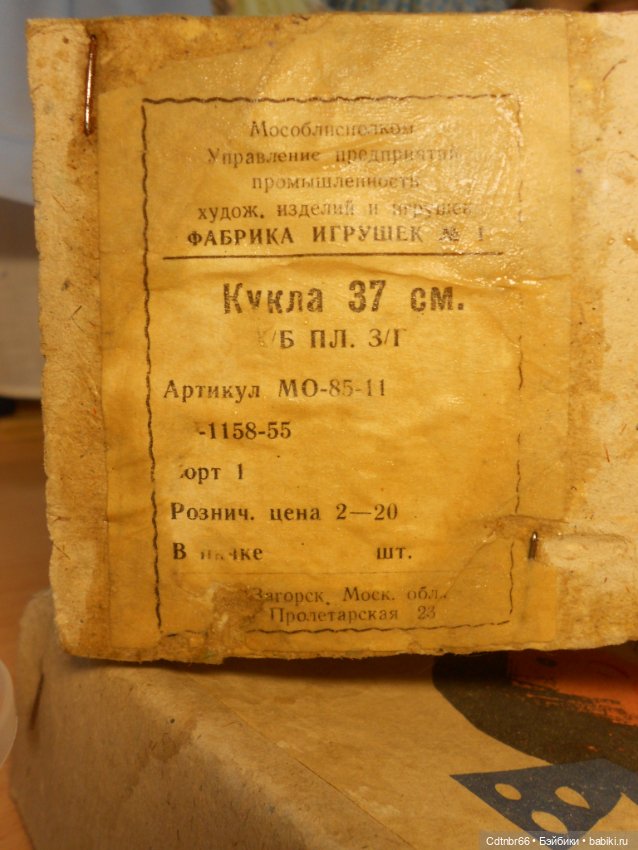 Мособлисполком
Управление предприятий
промышленность
худож. изделий и игрушек
ФАБРИКА ИГРУШЕК № 1
Кукла 37 см.
/Б ПЛ. З/Г
Артикул МО-85-11
-1158-55
орт 1
Рознич. цена 2—20
В пачке шт.
Загорск, Моск. обл.
Пролетарская 23
Cdtnbr66 • Бэйбики • babiki.ru